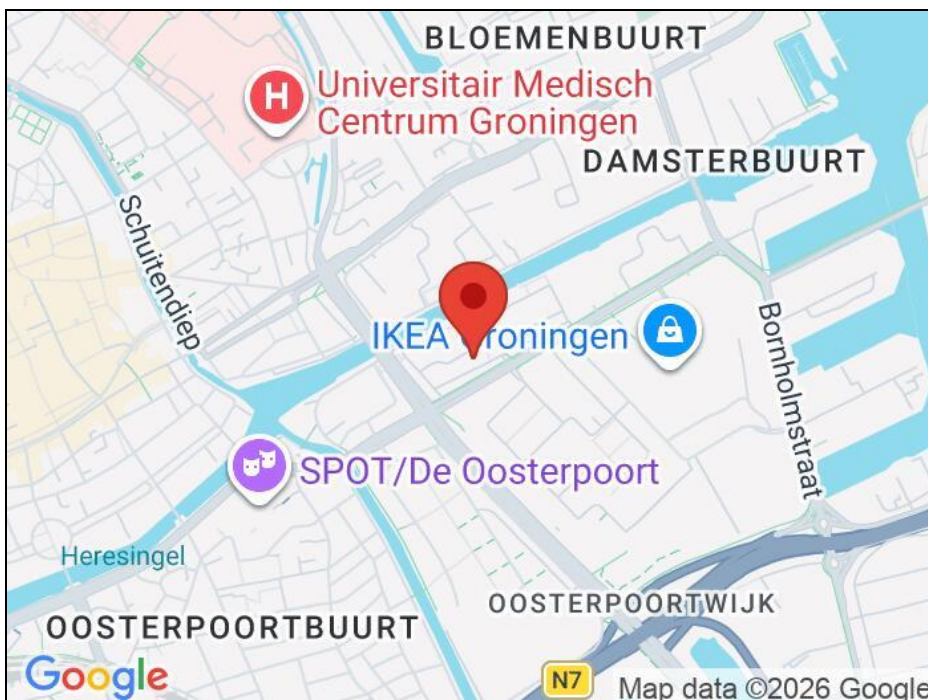 BLOEMENBUURT
H
Universitair Medisch
Centrum Groningen
DAMSTERBUURT
Schuitendiep
IKEA Groningen
Bornholmstraat
SPOT/De Oosterpoort
Heresingel
OOSTERPOORTWIJK
OOSTERPOORTBUURT
Google
N7
Map data ©2026 Google